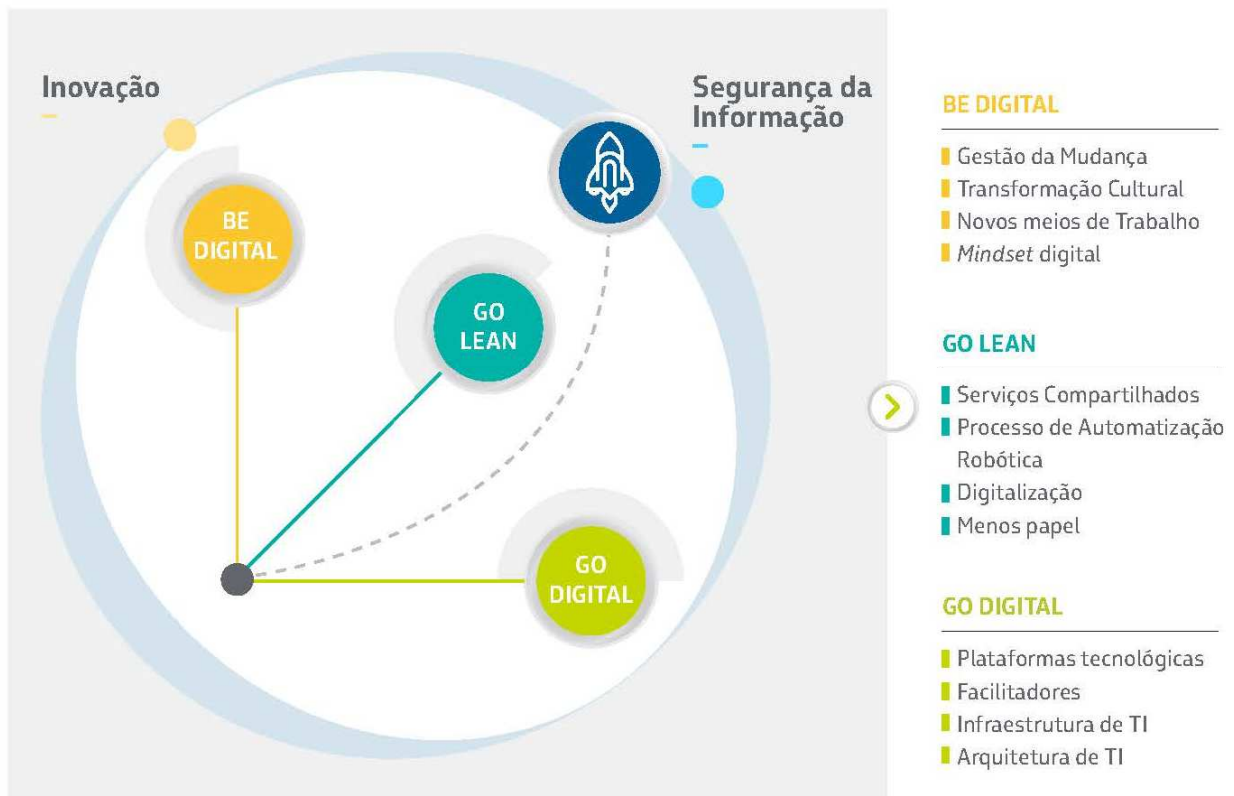 Inovação
Segurança da
Informação
BE
DIGITAL
GO
LEAN
GO
DIGITAL
BE DIGITAL
Gestão da Mudança
Transformação Cultural
Novos meios de Trabalho
Mindset digital
GO LEAN
Serviços Compartilhados
Processo de Automatização
Robótica
Digitalização
Menos papel
GO DIGITAL
Plataformas tecnológicas
Facilitadores
Infraestrutura de TI
Arquitetura de TI